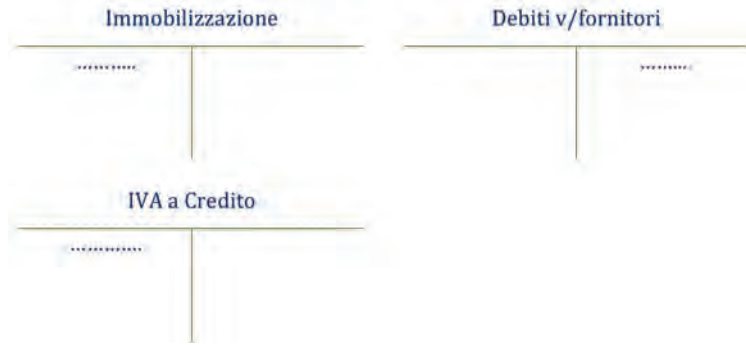 Immobilizzazione
Debiti v/fornitori
………..
………
IVA a Credito
………….